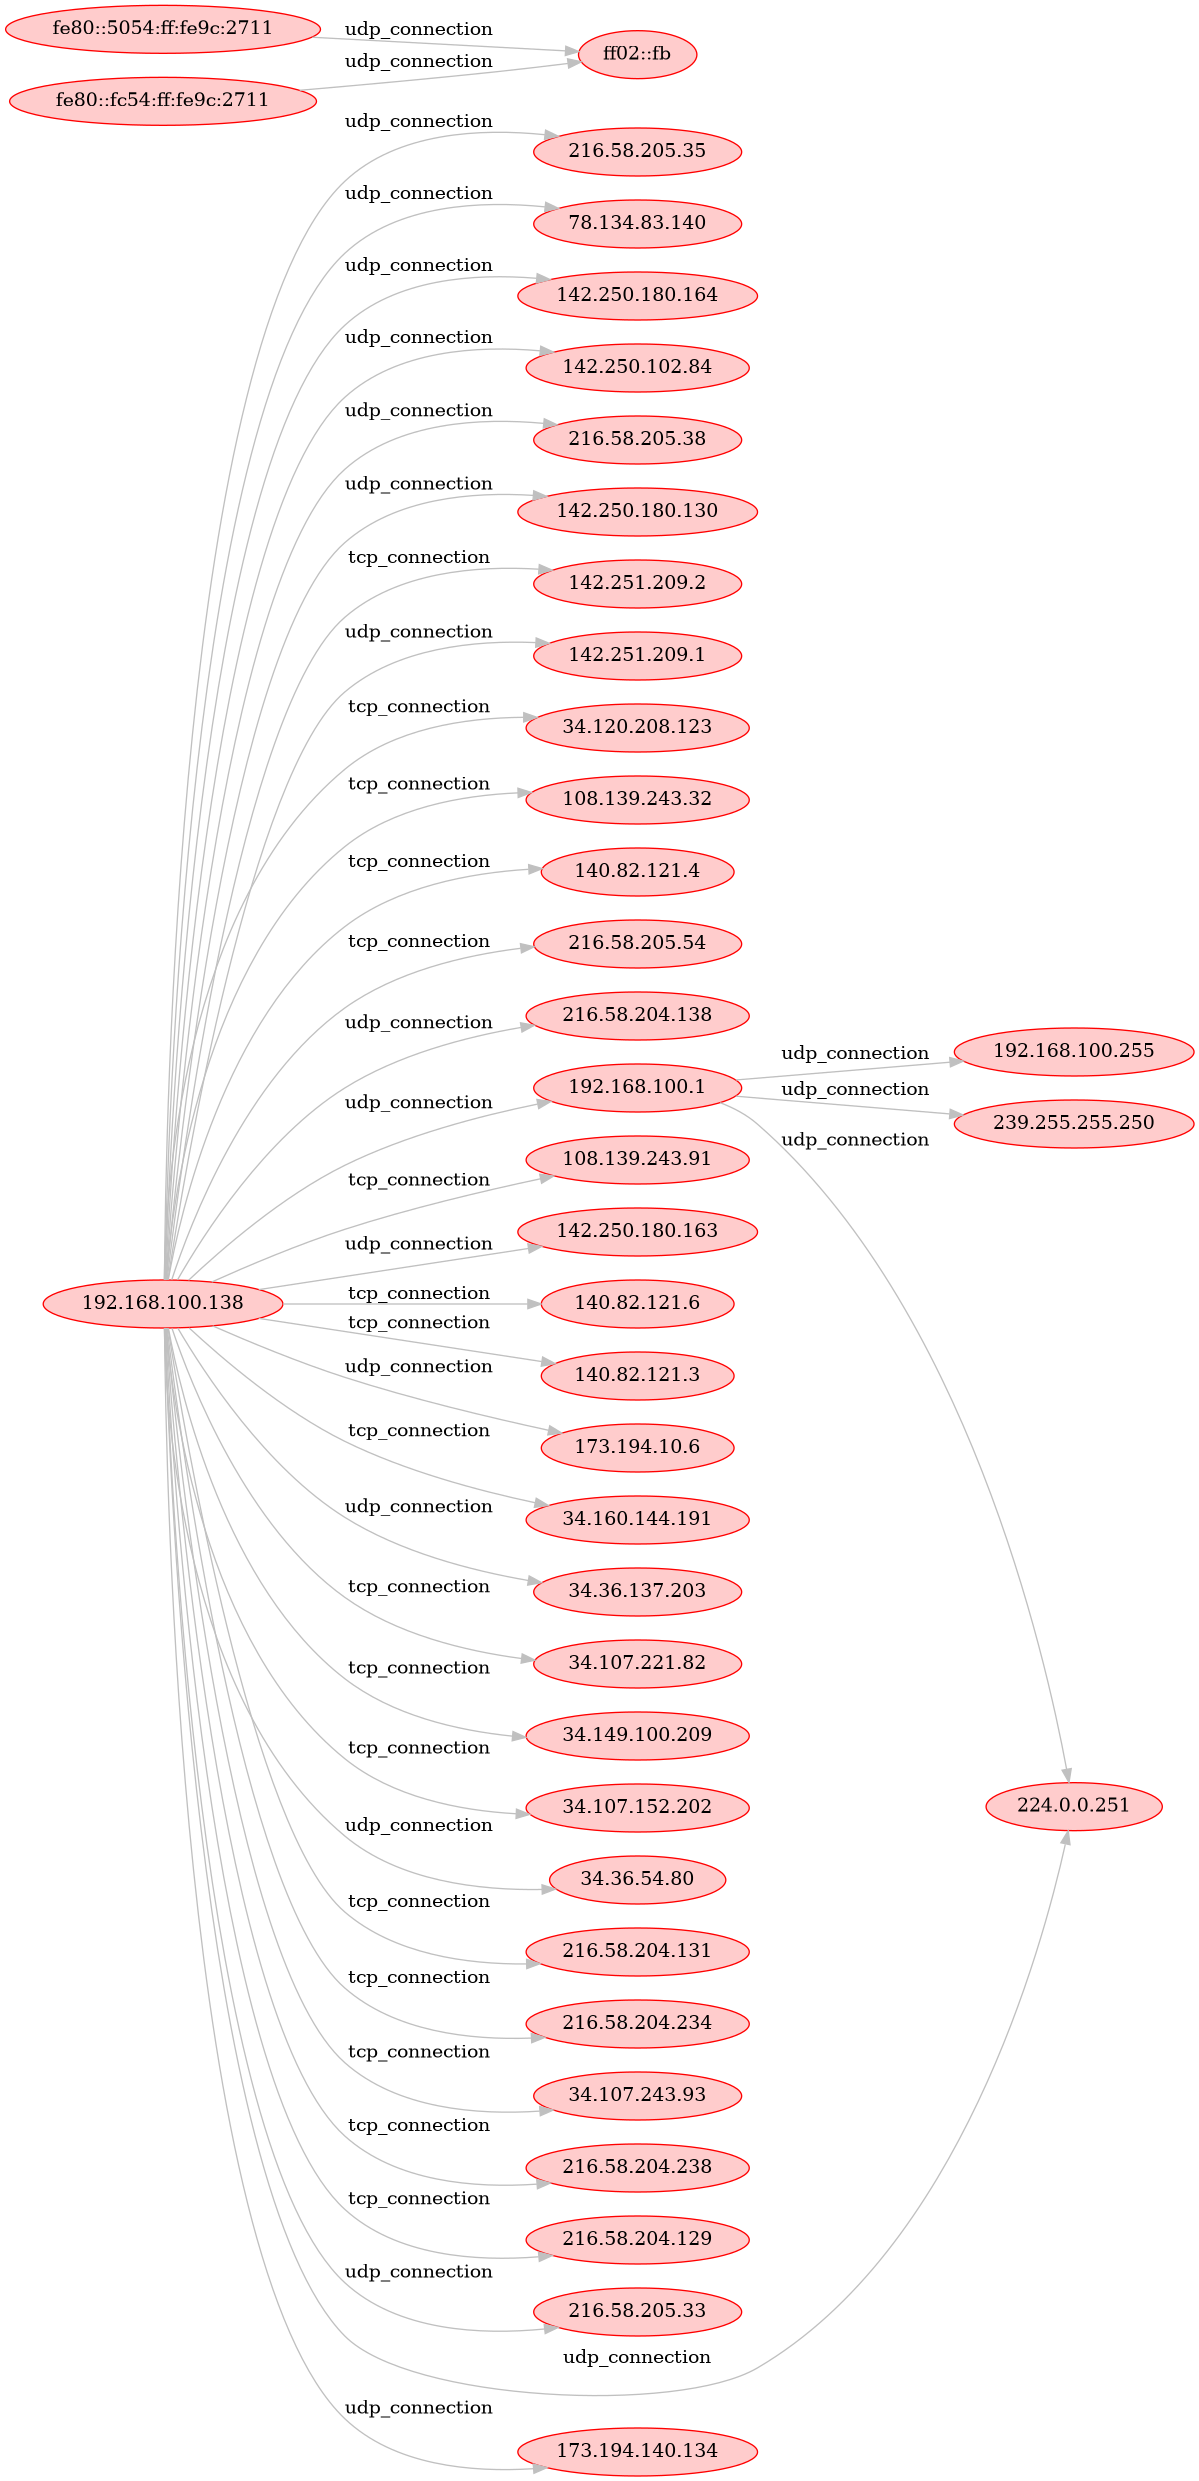 fe80::5054:ff:fe9c:2711
udp_connection
ff02::fb
udp_connection
fe80::fc54:ff:fe9c:2711
udp_connection
216.58.205.35
udp_connection
78.134.83.140
udp_connection
142.250.180.164
udp_connection
142.250.102.84
udp_connection
216.58.205.38
udp_connection
142.250.180.130
tcp_connection
142.251.209.2
udp_connection
142.251.209.1
tcp_connection
34.120.208.123
tcp_connection
108.139.243.32
tcp_connection
140.82.121.4
tcp_connection
216.58.205.54
udp_connection
216.58.204.138
udp_connection
192.168.100.1
udp_connection
192.168.100.255
udp_connection
239.255.255.250
udp_connection
tcp_connection
108.139.243.91
udp_connection
142.250.180.163
192.168.100.138
tcp_connection
140.82.121.6
tcp_connection
140.82.121.3
udp_connection
173.194.10.6
tcp_connection
34.160.144.191
udp_connection
34.36.137.203
tcp_connection
34.107.221.82
tcp_connection
34.149.100.209
tcp_connection
34.107.152.202
224.0.0.251
udp_connection
34.36.54.80
tcp_connection
216.58.204.131
tcp_connection
216.58.204.234
tcp_connection
34.107.243.93
tcp_connection
216.58.204.238
tcp_connection
216.58.204.129
udp_connection
216.58.205.33
udp_connection
udp_connection
173.194.140.134